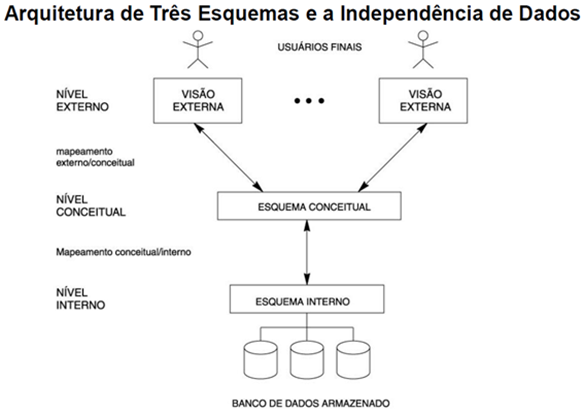 Arquitetura de Três Esquemas e a Independência de Dados
USUÁRIOS FINAIS
NÍVEL
EXTERNO
VISÃO
EXTERNA
VISÃO
EXTERNA
mapeamento
externo/conceitual
NÍVEL
CONCEITUAL
ESQUEMA CONCEITUAL
Mapeamento conceitual/interno
NÍVEL
INTERNO
ESQUEMA INTERNO
BANCO DE DADOS ARMAZENADO